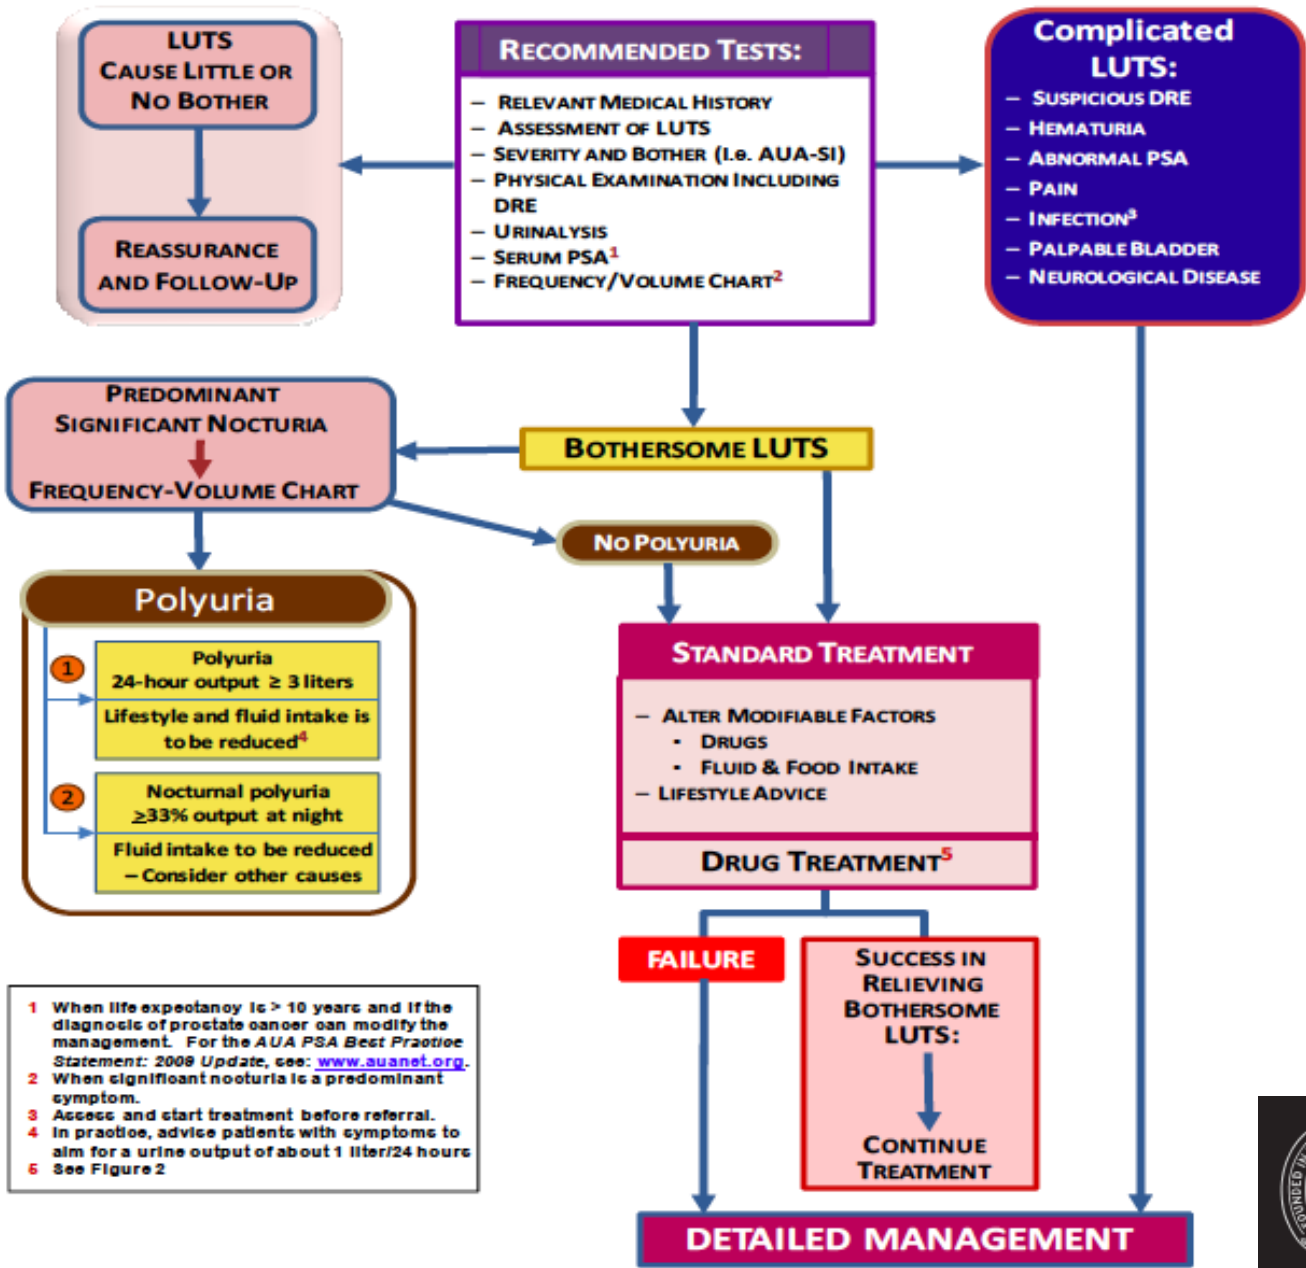 LUTS
CAUSE LITTLE OR
NO BOTHER
REASSURANCE
AND FOLLOW-UP
RECOMMENDED TESTS:
– RELEVANT MEDICAL HISTORY
– ASSESSMENT OF LUTS
– SEVERITY AND BOTHER (I.e. AUA-SI)
– PHYSICAL EXAMINATION INCLUDING
DRE
– URINALYSIS
– SERUM PSA1
– FREQUENCY/VOLUME CHART2
Complicated
LUTS:
– SUSPICIOUS DRE
– HEMATURIA
– ABNORMAL PSA
– PAIN
– INFECTION3
– PALPABLE BLADDER
– NEUROLOGICAL DISEASE
PREDOMINANT
SIGNIFICANT NOCTURIA
FREQUENCY-VOLUME CHART
BOTHERSOME LUTS
NO POLYURIA
Polyuria
1
Polyuria
24-hour output ≥ 3 liters
Lifestyle and fluid intake is
to be reduced4
2
Nocturnal polyuria
≥33% output at night
Fluid intake to be reduced
– Consider other causes
STANDARD TREATMENT
– ALTER MODIFIABLE FACTORS
· DRUGS
· FLUID & FOOD INTAKE
– LIFESTYLE ADVICE
DRUG TREATMENT5
FAILURE
SUCCESS IN
RELIEVING
BOTHERSOME
LUTS:
CONTINUE
TREATMENT
DETAILED MANAGEMENT
1 When life expectancy is > 10 years and if the
diagnosis of prostate cancer can modify the
management. For the AUA PSA Best Practice
Statement: 2009 Update, see: www.auanet.org.
2 When significant nocturia is a predominant
symptom.
3 Assess and start treatment before referral.
4 In practice, advise patients with symptoms to
aim for a urine output of about 1 liter/24 hours
5 See Figure 2
FOUNDED IN